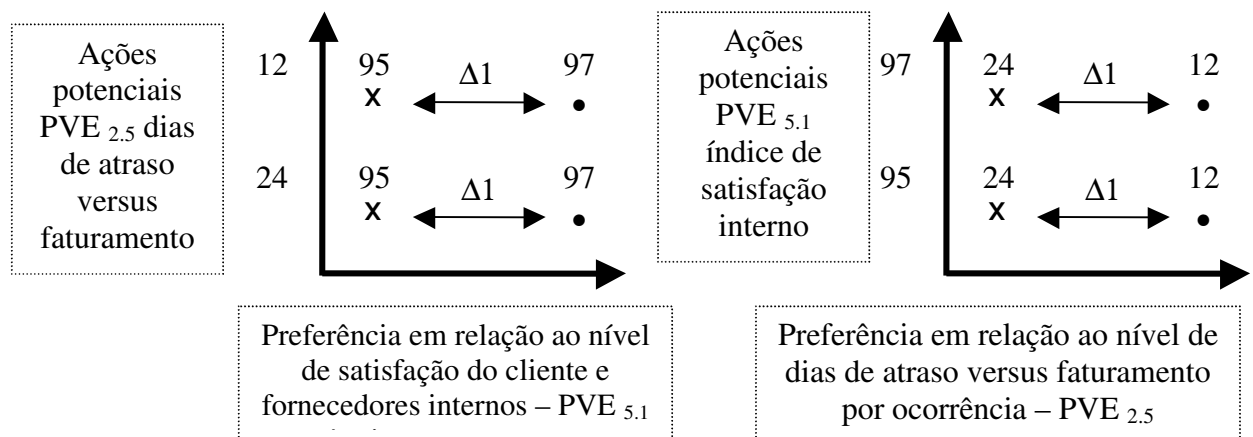 Ações
potenciais
PVE 2.5 dias
de atraso
versus
faturamento
12
95
Δ1
97
x
•
24
95
Δ1
97
x
•
Preferência em relação ao nível
de satisfação do cliente e
fornecedores internos – PVE 5.1
Ações
potenciais
PVE 5.1
índice de
satisfação
interno
97
24
Δ1
12
x
•
95
24
Δ1
12
x
•
Preferência em relação ao nível de
dias de atraso versus faturamento
por ocorrência – PVE 2.5